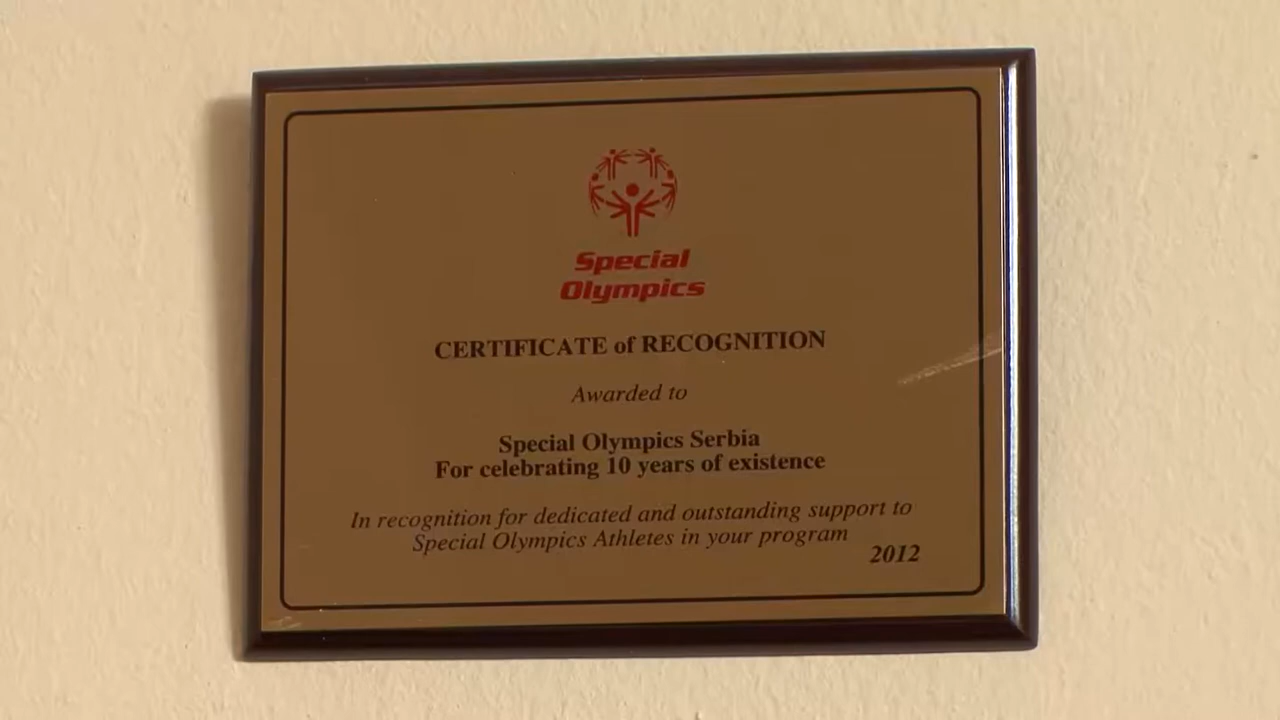 Special
Olympics
CERTIFICATE of RECOGNITION
Awarded to
Special Olympics Serbia
For celebrating 10 years of existence
In recognition for dedicated and outstanding support to
Special Olympics Athletes in your program
2012